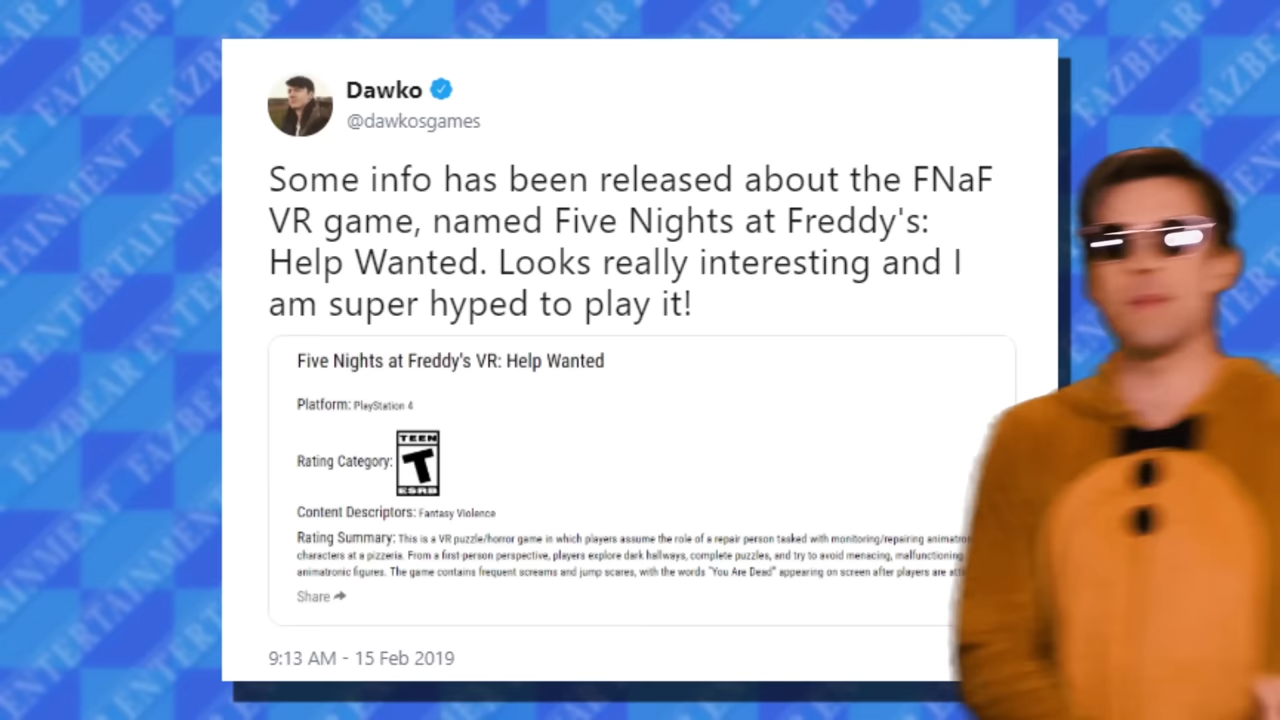 Dawko
@dawkosgames
Some info has been released about the FNaF
VR game, named Five Nights at Freddy's:
Help Wanted. Looks really interesting and I
am super hyped to play it!
Five Nights at Freddy's VR: Help Wanted
Platform: PlayStation 4
TEEN
Rating Category: T
ESRB
Content Descriptors: Fantasy Violence
Rating Summary: This is a VR puzzle/horror game in which players assume the role of a repair person tasked with monitoring/repairing
characters at a pizzeria. From a first-person perspective, players explore dark hallways, complete puzzles, and try to avoid menacing, malfunctioning
animatronic figures. The game contains frequent screams and jump scares, with the words "You Are Dead" appearing on screen after players are
Share
9:13 AM - 15 Feb 2019
FAZBEAR ENTERTAINMENT